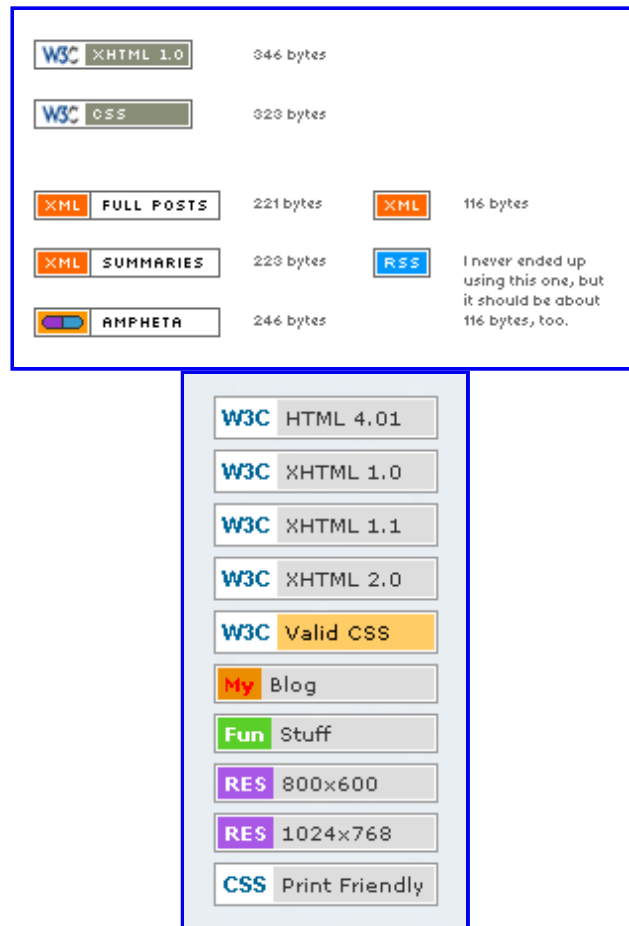 W3C XHTML 1.0 346 bytes
W3C CSS 323 bytes
XML FULL POSTS 221 bytes XML 116 bytes
XML SUMMARIES 223 bytes RSS I never ended up
using this one, but
it should be about
AMPHETA 246 bytes 116 bytes, too.
W3C HTML 4.01
W3C XHTML 1.0
W3C XHTML 1.1
W3C XHTML 2.0
W3C Valid CSS
My Blog
Fun Stuff
RES 800x600
RES 1024x768
CSS Print Friendly